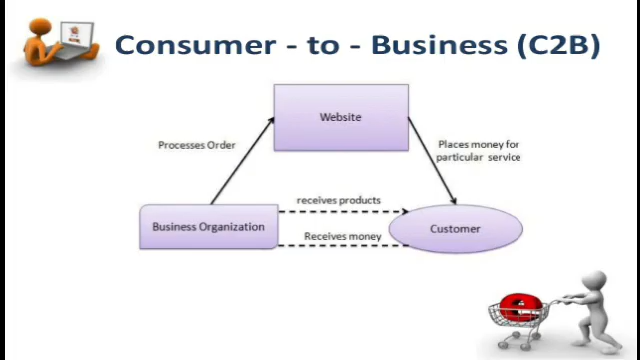 Consumer - to - Business (C2B)
Website
Processes Order
Places money for
particular service
receives products
Business Organization
Receives money
Customer